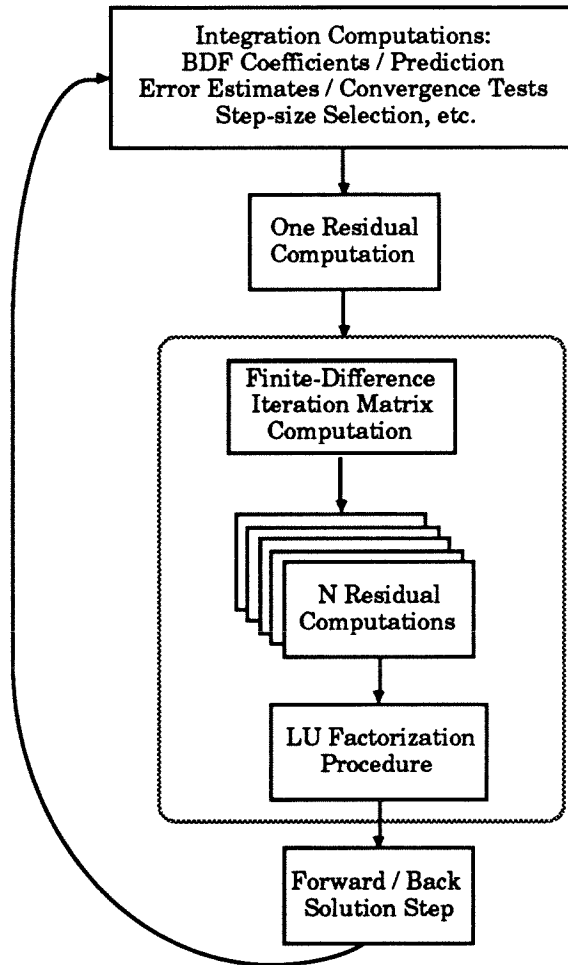 Integration Computations:
BDF Coefficients / Prediction
Error Estimates / Convergence Tests
Step-size Selection, etc.
One Residual
Computation
Finite-Difference
Iteration Matrix
Computation
N Residual
Computations
LU Factorization
Procedure
Forward / Back
Solution Step